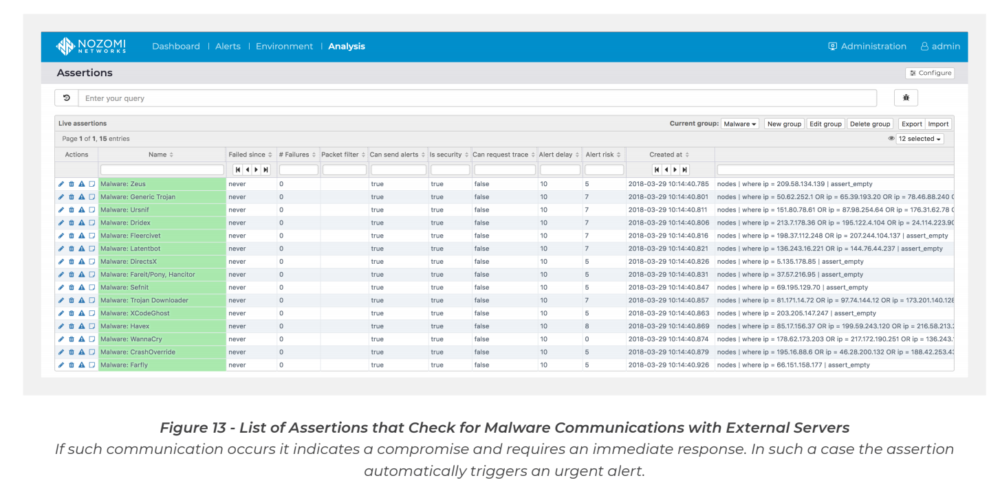 NOZOMI NETWORKS Dashboard | Alerts | Environment | Analysis Administration admin
Assertions Configure
Enter your query
Live assertions Current group: Malware New group Edit group Delete group Export Import
Page 1 of 1, 15 entries 12 selected
Actions Name Failed since # Failures Packet filter Can send alerts Is security Can request trace Alert delay Alert risk Created at
Malware: Zeus never 0 true true false 10 5 2018-03-29 10:14:40.785 nodes | where ip = 209.58.134.139 | assert_empty
Malware: Generic Trojan never 0 true true false 10 7 2018-03-29 10:14:40.801 nodes | where ip = 50.62.252.1 OR ip = 65.39.193.20 OR ip = 78.46.88.240
Malware: Ursnif never 0 true true false 10 7 2018-03-29 10:14:40.811 nodes | where ip = 151.80.78.61 OR ip = 87.98.254.64 OR ip = 176.31.62.78
Malware: Dridex never 0 true true false 10 7 2018-03-29 10:14:40.806 nodes | where ip = 213.7.178.36 OR ip = 195.122.4.104 OR ip = 24.114.223.90
Malware: Fleercivet never 0 true true false 10 7 2018-03-29 10:14:40.816 nodes | where ip = 198.37.112.248 OR ip = 207.244.104.137 | assert_empty
Malware: Latentbot never 0 true true false 10 7 2018-03-29 10:14:40.821 nodes | where ip = 136.243.16.221 OR ip = 144.76.44.237 | assert_empty
Malware: DirectsX never 0 true true false 10 5 2018-03-29 10:14:40.826 nodes | where ip = 5.135.178.85 | assert_empty
Malware: Fareit/Pony, Hancitor never 0 true true false 10 5 2018-03-29 10:14:40.831 nodes | where ip = 37.57.216.95 | assert_empty
Malware: Sefnit never 0 true true false 10 5 2018-03-29 10:14:40.847 nodes | where ip = 69.195.129.70 | assert_empty
Malware: Trojan Downloader never 0 true true false 10 7 2018-03-29 10:14:40.857 nodes | where ip = 81.171.14.72 OR ip = 97.74.144.12 OR ip = 173.201.140.128
Malware: XCodeGhost never 0 true true false 10 5 2018-03-29 10:14:40.863 nodes | where ip = 203.205.147.247 | assert_empty
Malware: Havex never 0 true true false 10 8 2018-03-29 10:14:40.869 nodes | where ip = 85.17.156.37 OR ip = 199.59.243.120 OR ip = 216.58.213.
Malware: WannaCry never 0 true true false 10 0 2018-03-29 10:14:40.874 nodes | where ip = 178.62.173.203 OR ip = 217.172.190.251 OR ip = 136.243.
Malware: CrashOverride never 0 true true false 10 5 2018-03-29 10:14:40.879 nodes | where ip = 195.16.88.6 OR ip = 46.28.200.132 OR ip = 188.42.253.4
Malware: Farfly never 0 true true false 10 5 2018-03-29 10:14:40.926 nodes | where ip = 66.151.158.177 | assert_empty
Figure 13 - List of Assertions that Check for Malware Communications with External Servers
If such communication occurs it indicates a compromise and requires an immediate response. In such a case the assertion
automatically triggers an urgent alert.